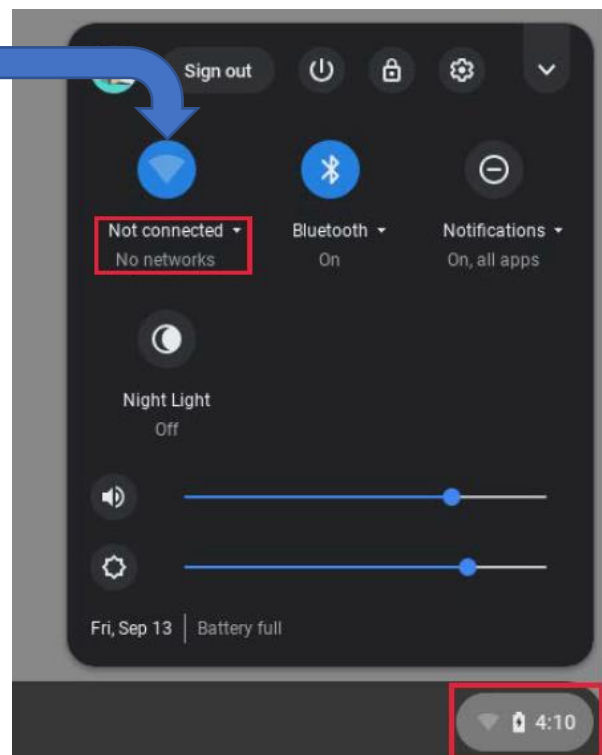 Sign out
Not connected Bluetooth Notifications
No networks On On, all apps
Night Light
Off
Fri, Sep 13 Battery full
4:10